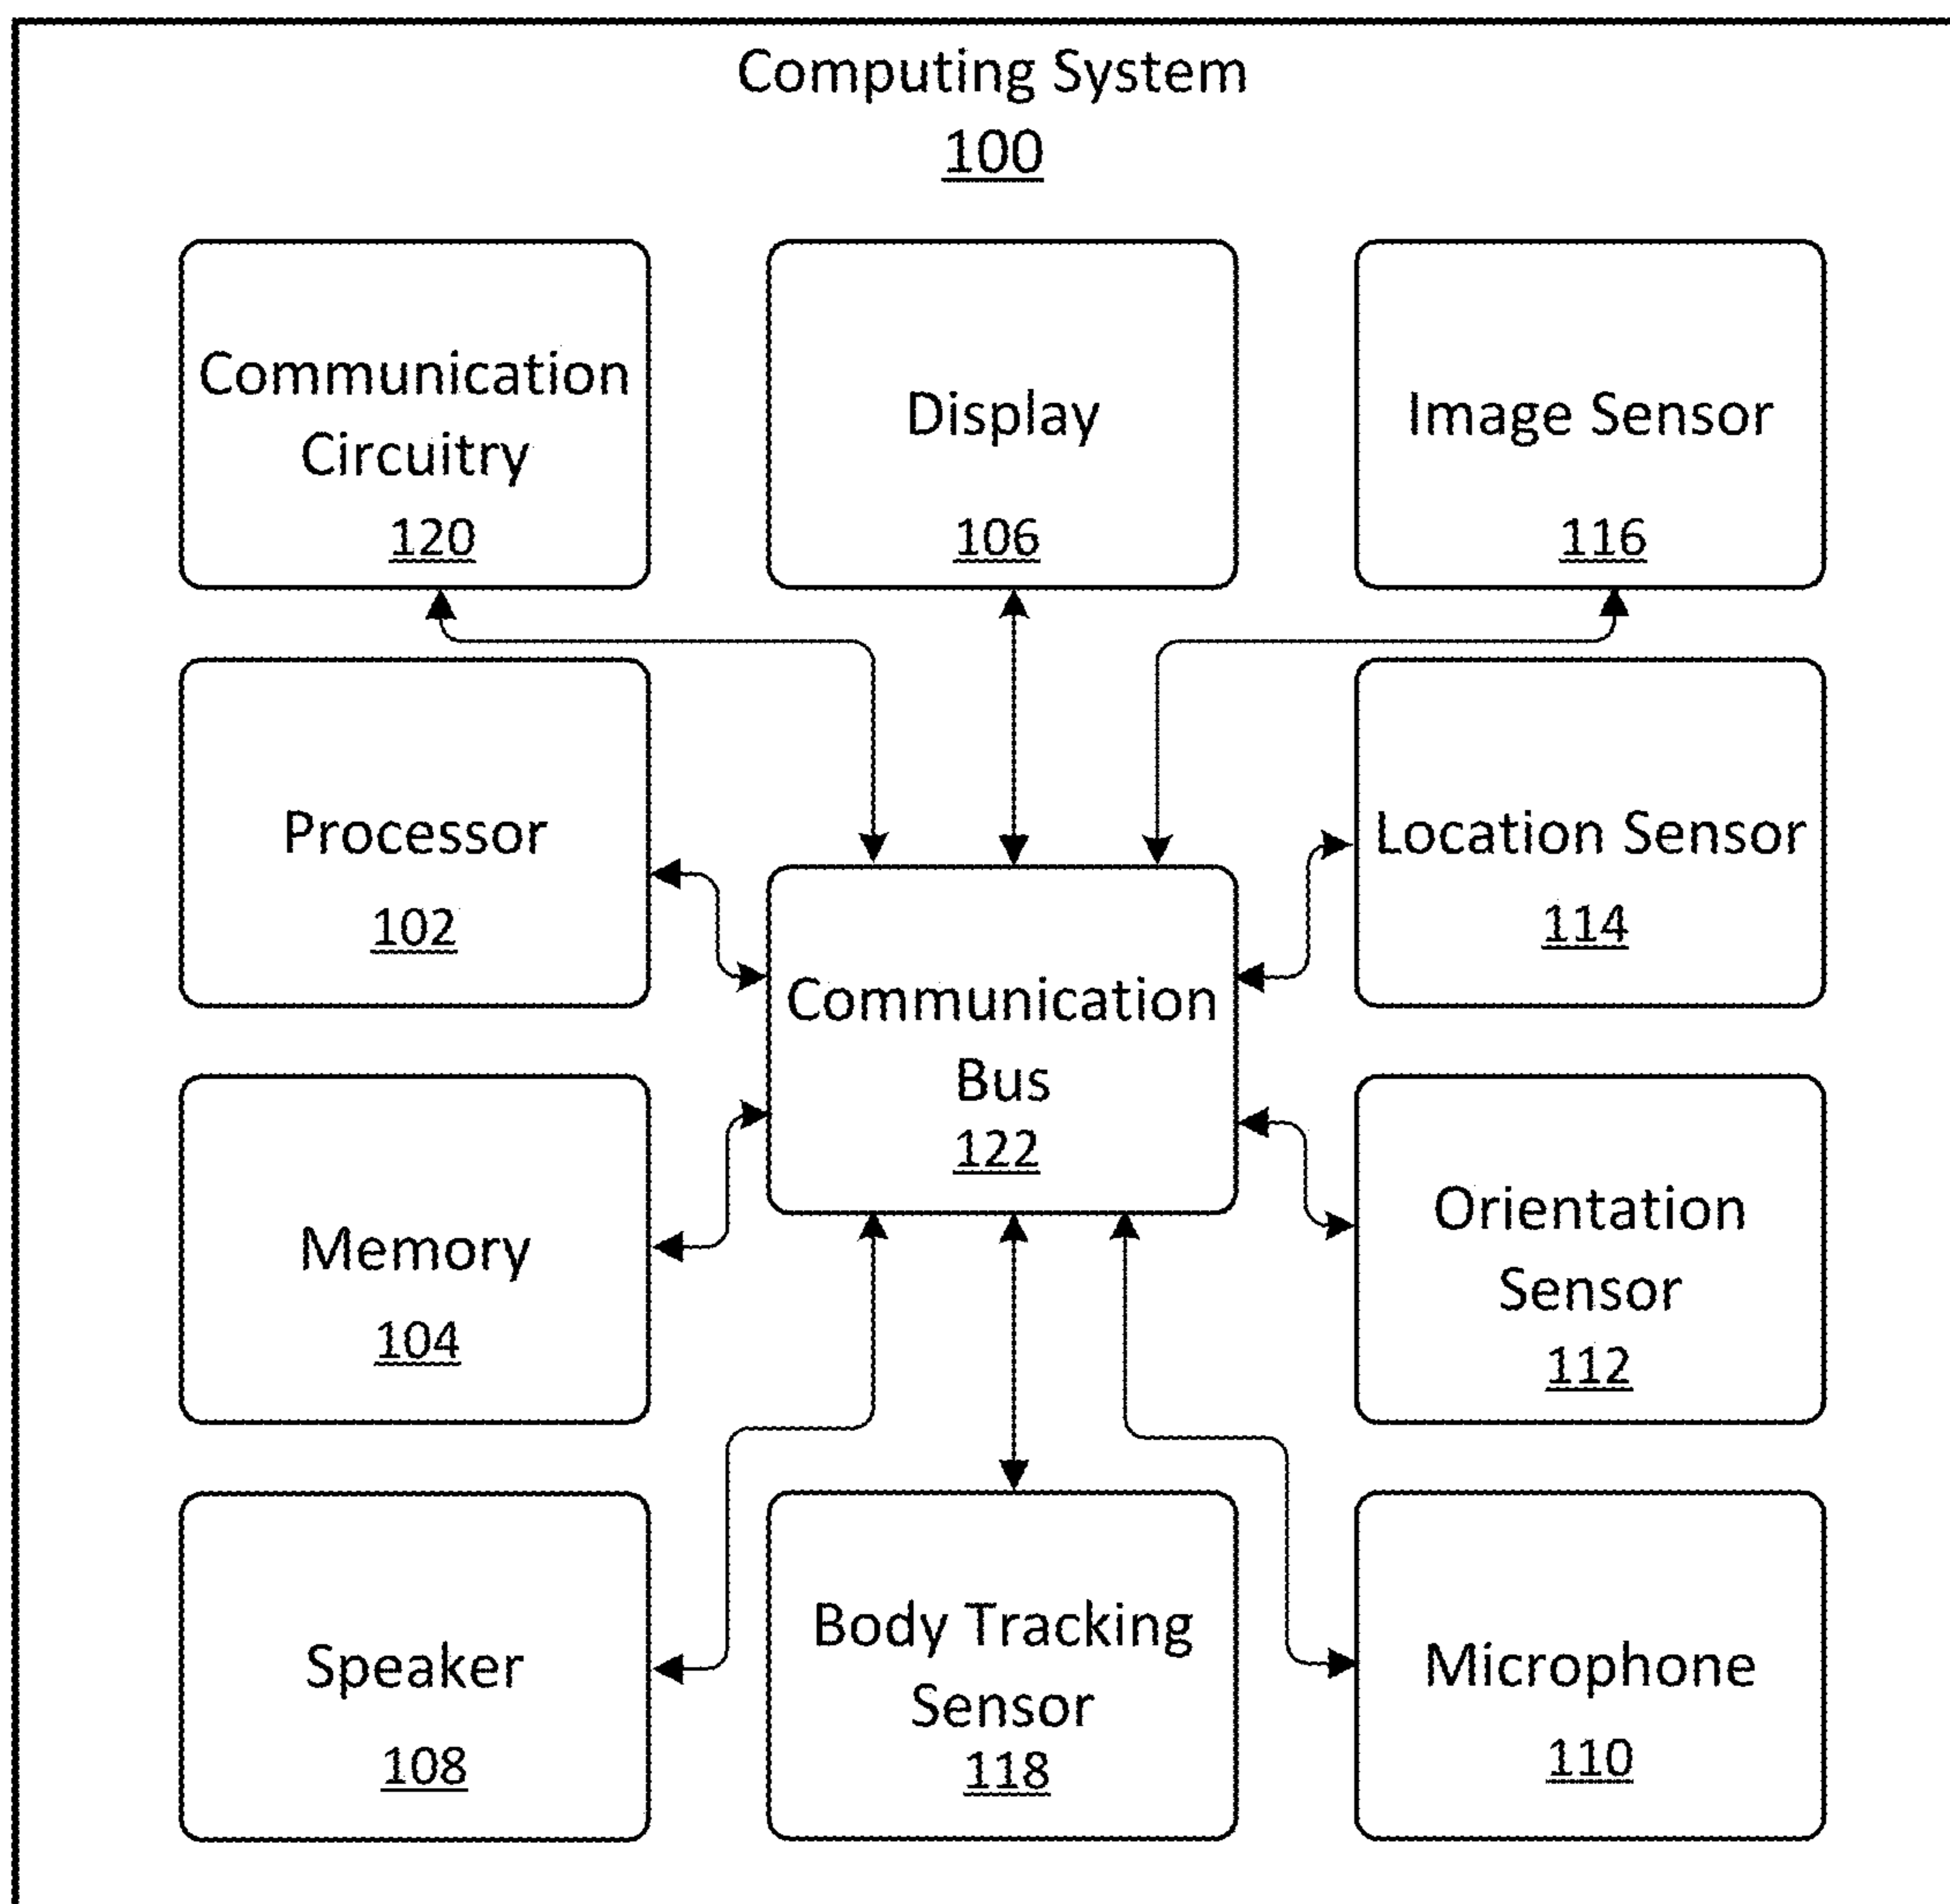 Computing System
100
Communication
Circuitry
120
Display
106
Image Sensor
116
Processor
102
Location Sensor
114
Communication
Bus
122
Memory
104
Orientation
Sensor
112
Speaker
108
Body Tracking
Sensor
118
Microphone
110